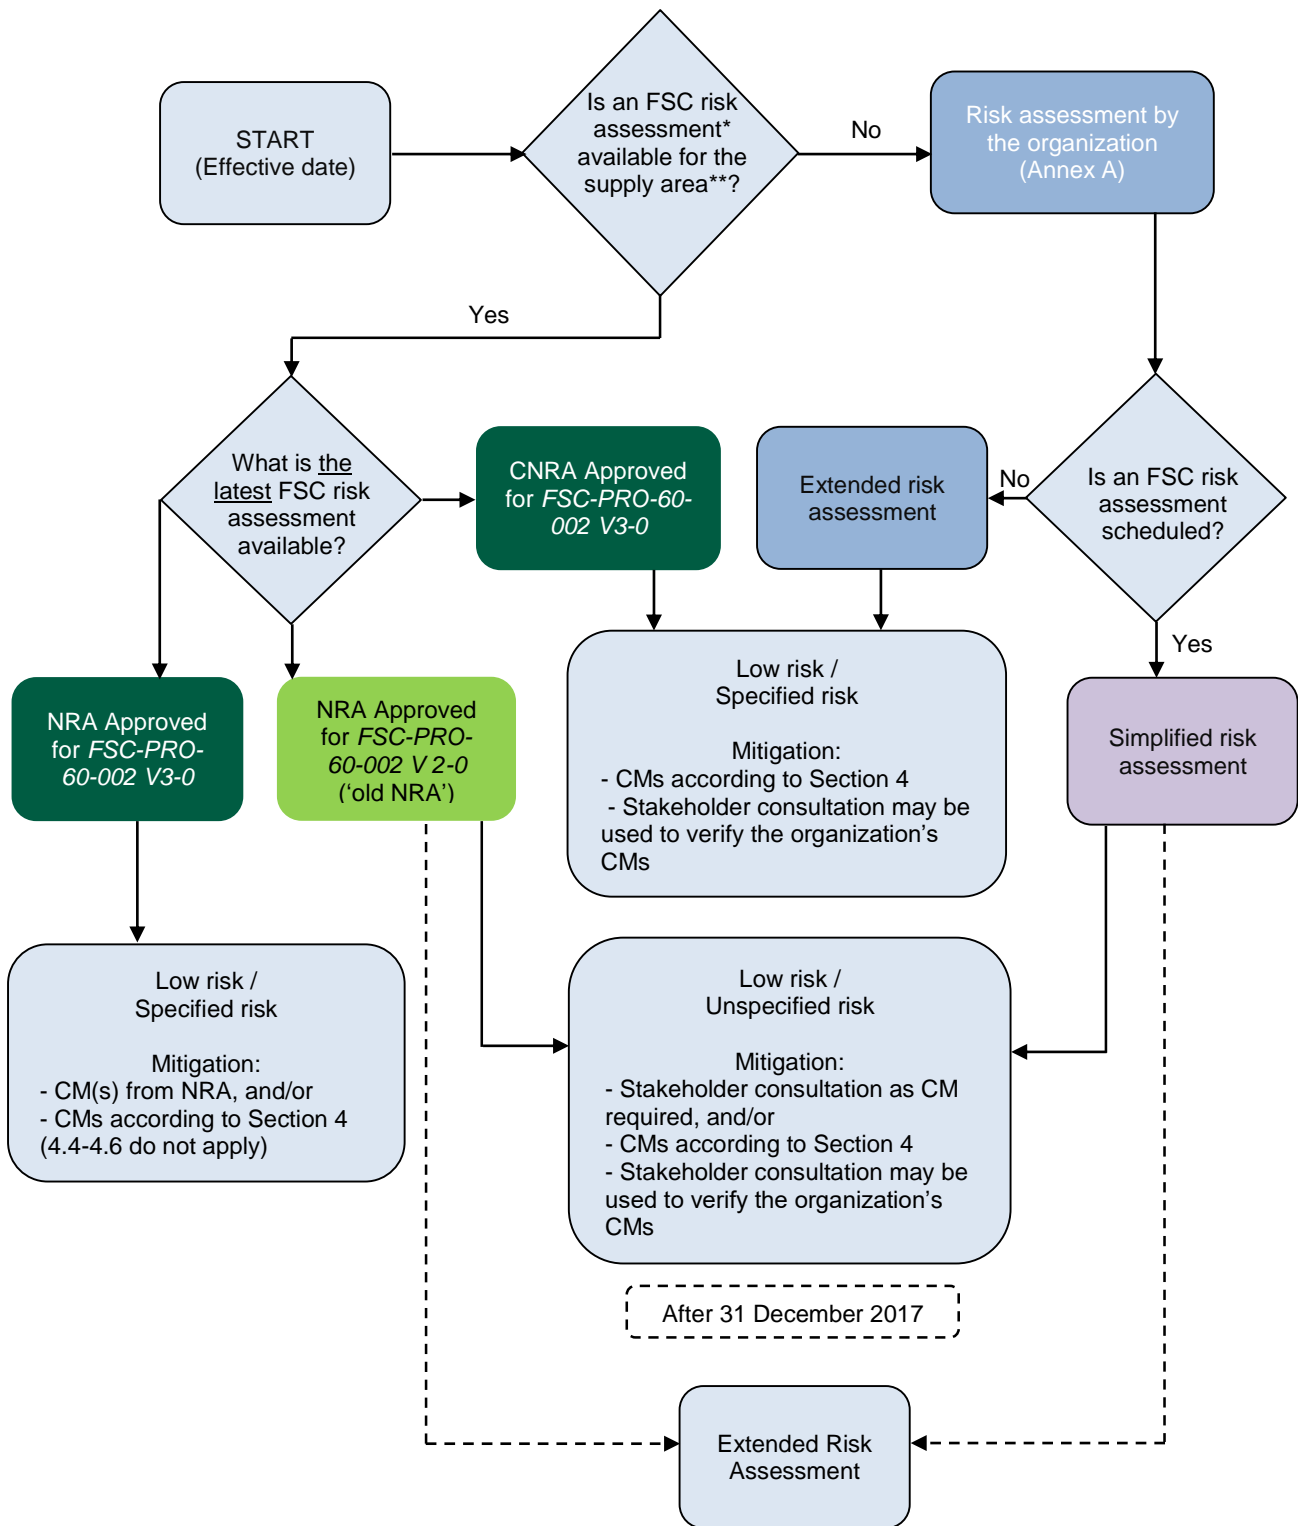 START
(Effective date)
Is an FSC risk
assessment*
available for the
supply area**?
No
Risk assessment by
the organization
(Annex A)
Yes
What is the
latest FSC risk
assessment
available?
CNRA Approved
for FSC-PRO-60-
002 V3-0
Extended risk
assessment
No
Is an FSC risk
assessment
scheduled?
Yes
NRA Approved
for FSC-PRO-
60-002 V3-0
NRA Approved
for FSC-PRO-
60-002 V 2-0
('old NRA')
Low risk /
Specified risk
Mitigation:
- CMs according to Section 4
- Stakeholder consultation may be
used to verify the organization's
CMs
Simplified risk
assessment
Low risk /
Specified risk
Mitigation:
- CM(s) from NRA, and/or
- CMs according to Section 4
(4.4-4.6 do not apply)
Low risk /
Unspecified risk
Mitigation:
- Stakeholder consultation as CM
required, and/or
- CMs according to Section 4
- Stakeholder consultation may be
used to verify the organization's
CMs
After 31 December 2017
Extended Risk
Assessment